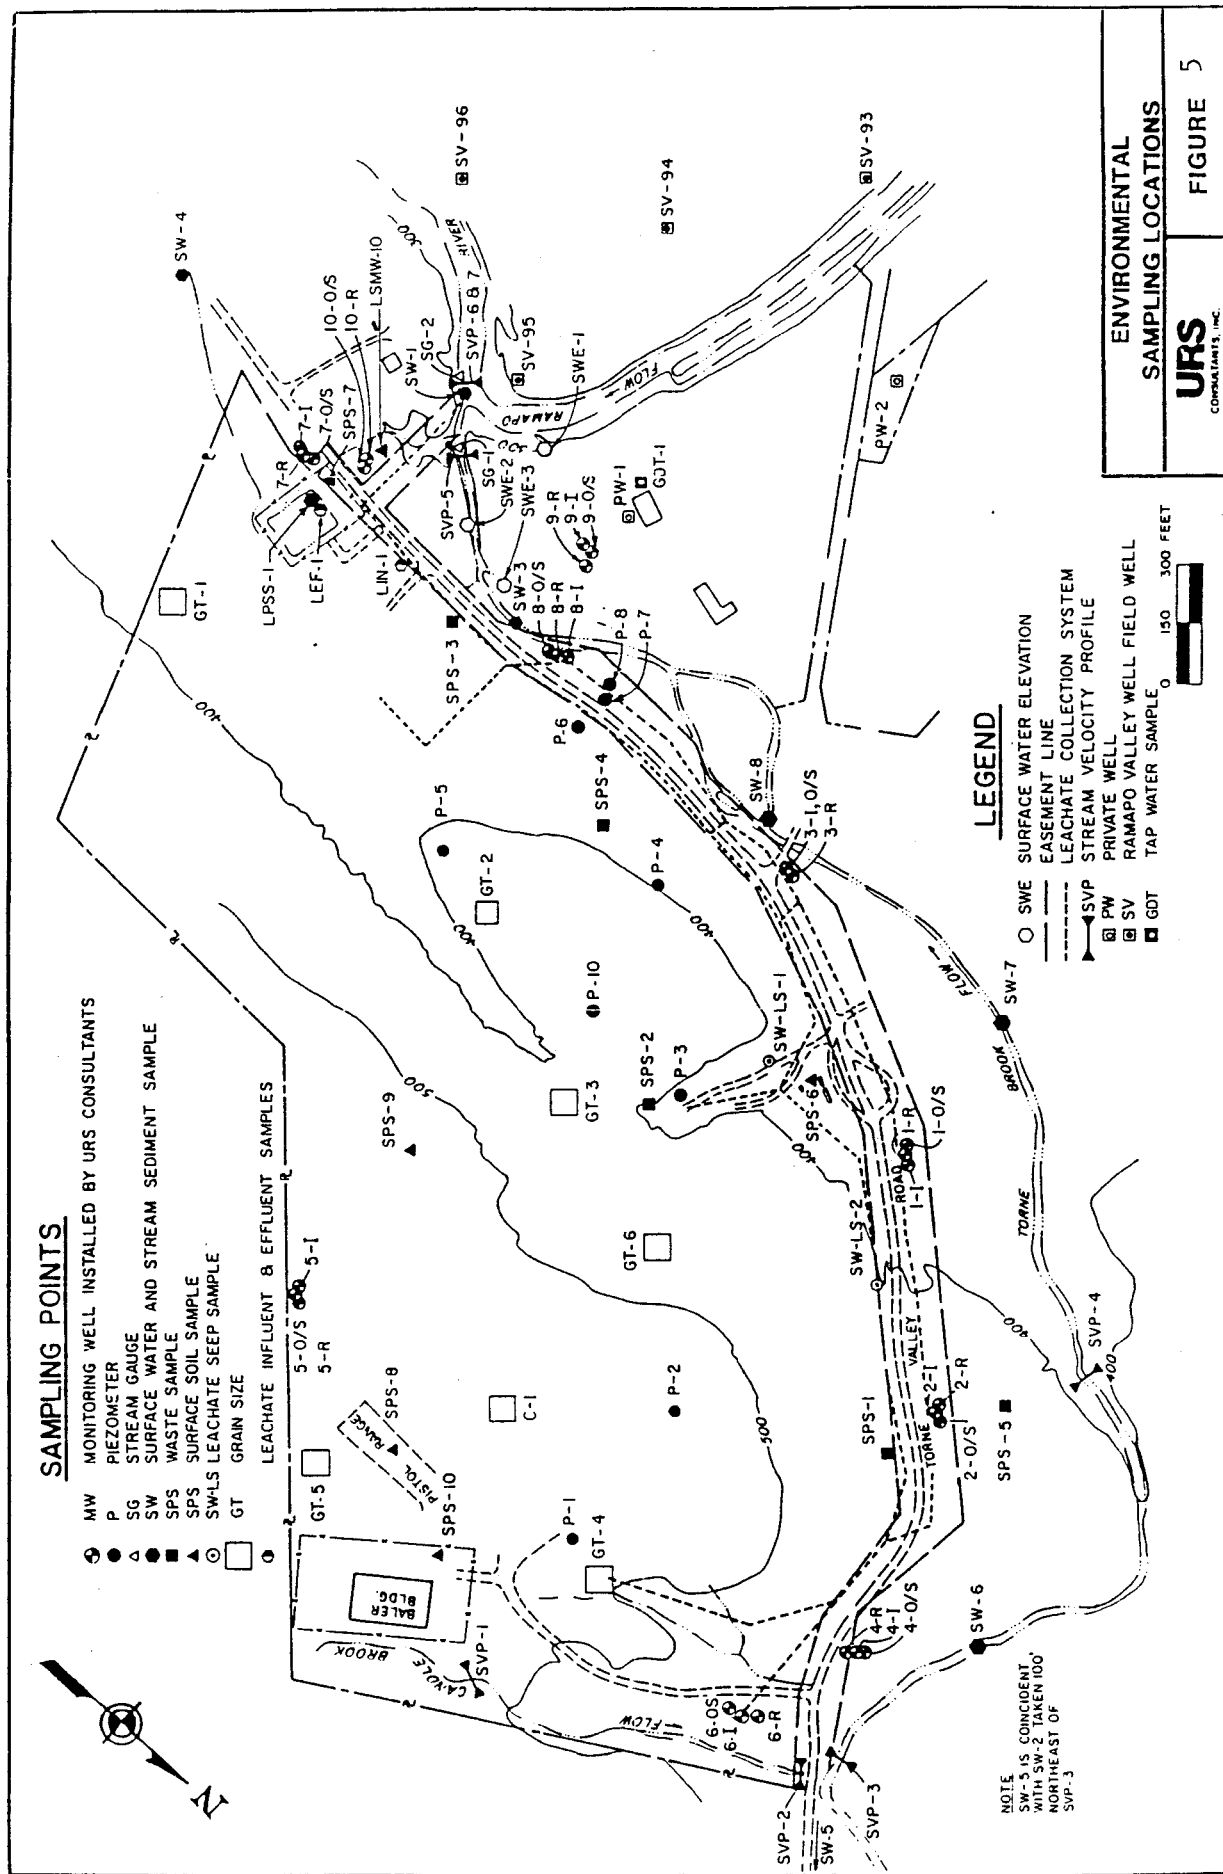 SAMPLING POINTS
MW MONITORING WELL INSTALLED BY URS CONSULTANTS
P PIEZOMETER
SG STREAM GAUGE
SW SURFACE WATER AND STREAM SEDIMENT SAMPLE
SPS WASTE SAMPLE
SPS SURFACE SOIL SAMPLE
SW-LS LEACHATE SEEP SAMPLE
GT GRAIN SIZE
LEACHATE INFLUENT & EFFLUENT SAMPLES
N
BALER
BLDG.
CANDLE
BROOK
SVP-1
GT-5
PISTOL
RANGE
SPS-8
SPS-10
5-O/S
5-R
5-I
SPS-9
500
400
GT-1
SW-4
300
C-1
GT-6
GT-3
P-10
GT-2
400
P-5
P-4
400
SPS-4
P-6
SPS-3
LIN-1
LEF-1
LPSS-1
7-R
7-I
7-O/S
SPS-7
10-O/S
10-R
LSMW-10
SW-1
SG-2
SVP-6 & 7
RIVER
SV-96
SV-95
SWE-1
SV-94
SV-93
RAMAPO
FLOW
SVP-5
SG-1
SWE-2
SWE-3
SW-3
9-R
9-I
9-O/S
PW-1
GDT-1
PW-2
8-O/S
8-R
8-I
P-8
P-7
P-1
GT-4
P-2
500
SPS-2
P-3
SW-LS-1
SPS-6
400
SW-LS-2
SW-8
3-I,O/S
3-R
6-OS
6-I
6-R
FLOW
SVP-2
SW-5
SVP-3
4-R
4-I
4-O/S
SW-6
SPS-1
TORNE
VALLEY
ROAD
2-I
2-R
2-O/S
SPS-5
1-R
1-O/S
1-I
400
SVP-4
400
TORNE
BROOK
FLOW
SW-7
NOTE
SW-5 IS COINCIDENT
WITH SW-2 TAKEN 100'
NORTHEAST OF
SVP-3
LEGEND
SWE SURFACE WATER ELEVATION
EASEMENT LINE
LEACHATE COLLECTION SYSTEM
SVP STREAM VELOCITY PROFILE
PW PRIVATE WELL
SV RAMAPO VALLEY WELL FIELD WELL
GDT TAP WATER SAMPLE
0 150 300 FEET
ENVIRONMENTAL
SAMPLING LOCATIONS
URS
CONSULTANTS, INC.
FIGURE 5